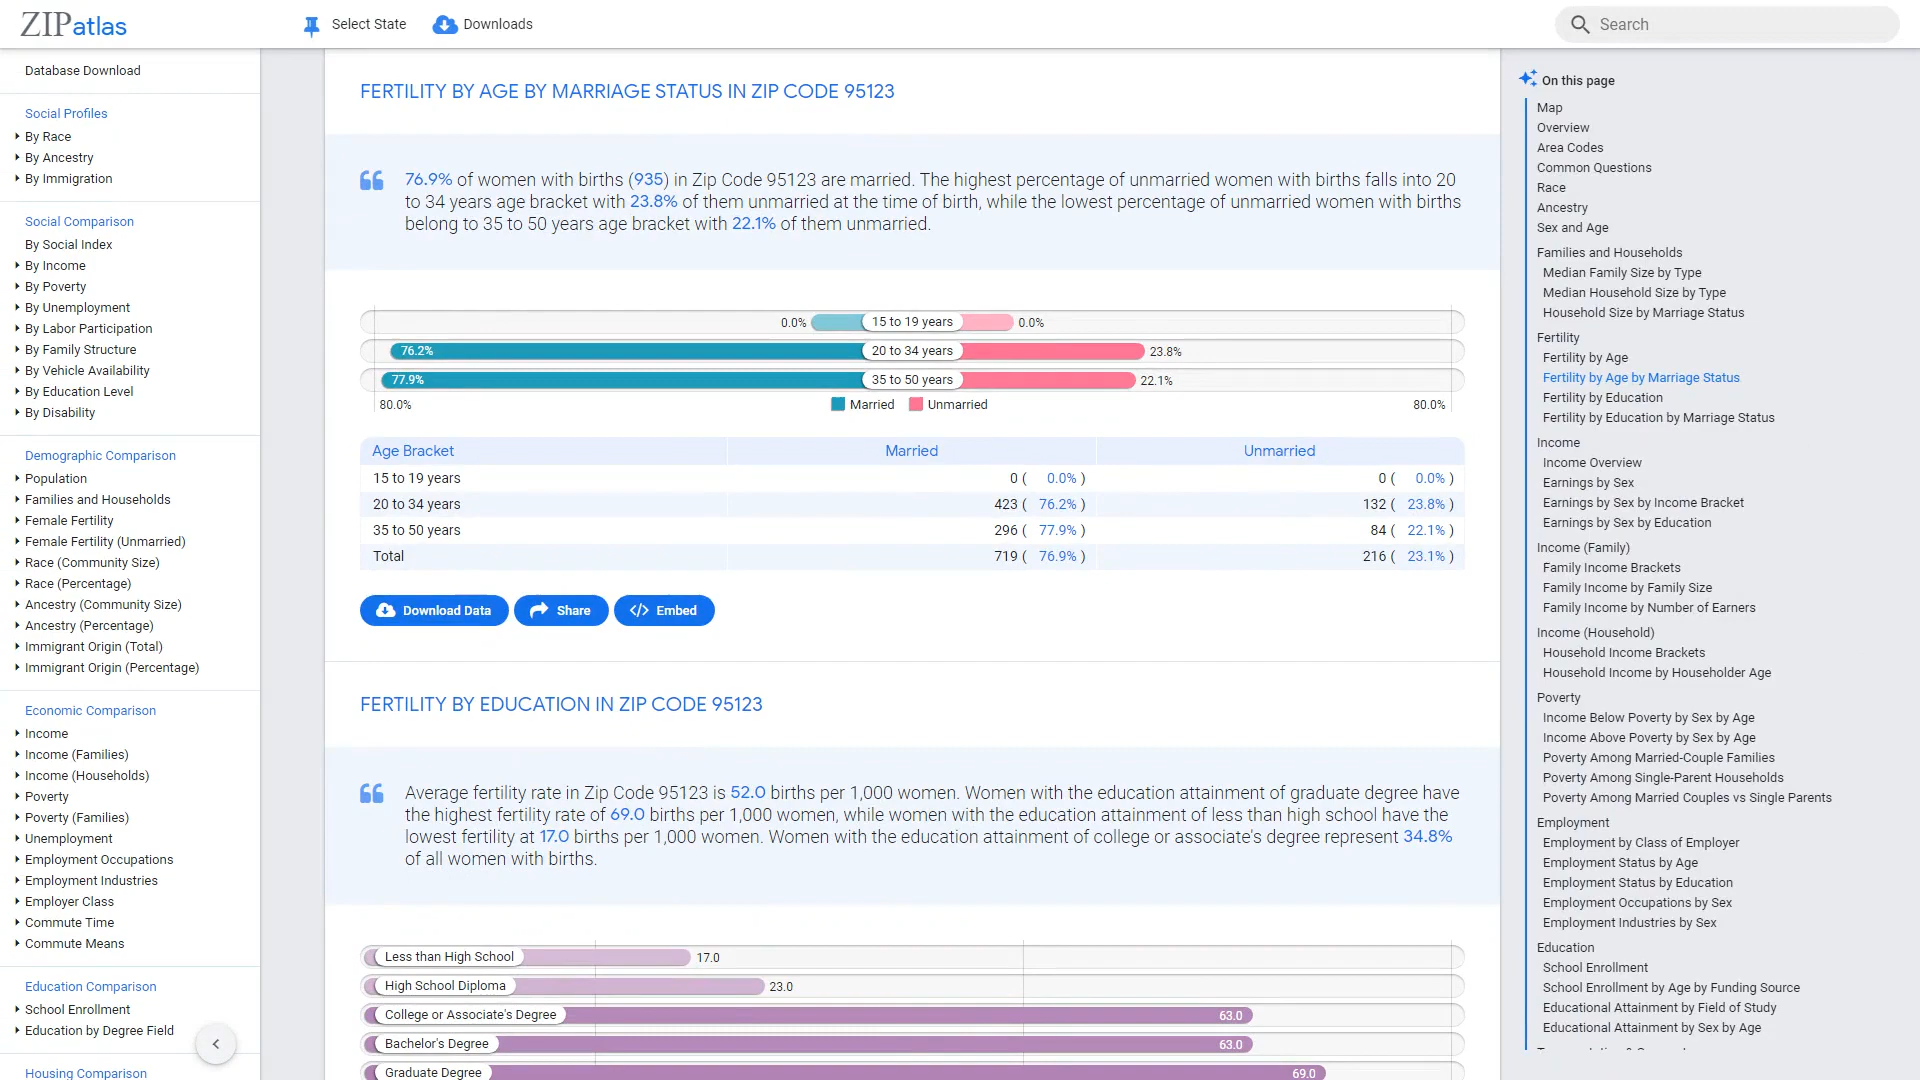 ZIPatlas
Select State
Downloads
Search
Database Download
Social Profiles
By Race
By Ancestry
By Immigration
Social Comparison
By Social Index
By Income
By Poverty
By Unemployment
By Labor Participation
By Family Structure
By Vehicle Availability
By Education Level
By Disability
Demographic Comparison
Population
Families and Households
Female Fertility
Female Fertility (Unmarried)
Race (Community Size)
Race (Percentage)
Ancestry (Community Size)
Ancestry (Percentage)
Immigrant Origin (Total)
Immigrant Origin (Percentage)
Economic Comparison
Income
Income (Families)
Income (Households)
Poverty
Poverty (Families)
Unemployment
Employment Occupations
Employment Industries
Employer Class
Commute Time
Commute Means
Education Comparison
School Enrollment
Education by Degree Field
Housing Comparison
FERTILITY BY AGE BY MARRIAGE STATUS IN ZIP CODE 95123
76.9% of women with births (935) in Zip Code 95123 are married. The highest percentage of unmarried women with births falls into 20
to 34 years age bracket with 23.8% of them unmarried at the time of birth, while the lowest percentage of unmarried women with births
belong to 35 to 50 years age bracket with 22.1% of them unmarried.
0.0% 15 to 19 years 0.0%
76.2% 20 to 34 years 23.8%
77.9% 35 to 50 years 22.1%
80.0% Married Unmarried 80.0%
Age Bracket Married Unmarried
15 to 19 years 0 ( 0.0% ) 0 ( 0.0% )
20 to 34 years 423 ( 76.2% ) 132 ( 23.8% )
35 to 50 years 296 ( 77.9% ) 84 ( 22.1% )
Total 719 ( 76.9% ) 216 ( 23.1% )
Download Data Share Embed
FERTILITY BY EDUCATION IN ZIP CODE 95123
Average fertility rate in Zip Code 95123 is 52.0 births per 1,000 women. Women with the education attainment of graduate degree have
the highest fertility rate of 69.0 births per 1,000 women, while women with the education attainment of less than high school have the
lowest fertility at 17.0 births per 1,000 women. Women with the education attainment of college or associate's degree represent 34.8%
of all women with births.
Less than High School 17.0
High School Diploma 23.0
College or Associate's Degree 63.0
Bachelor's Degree 63.0
Graduate Degree 69.0
On this page
Map
Overview
Area Codes
Common Questions
Race
Ancestry
Sex and Age
Families and Households
Median Family Size by Type
Median Household Size by Type
Household Size by Marriage Status
Fertility
Fertility by Age
Fertility by Age by Marriage Status
Fertility by Education
Fertility by Education by Marriage Status
Income
Income Overview
Earnings by Sex
Earnings by Sex by Income Bracket
Earnings by Sex by Education
Income (Family)
Family Income Brackets
Family Income by Family Size
Family Income by Number of Earners
Income (Household)
Household Income Brackets
Household Income by Householder Age
Poverty
Income Below Poverty by Sex by Age
Income Above Poverty by Sex by Age
Poverty Among Married-Couple Families
Poverty Among Single-Parent Households
Poverty Among Married Couples vs Single Parents
Employment
Employment by Class of Employer
Employment Status by Age
Employment Status by Education
Employment Occupations by Sex
Employment Industries by Sex
Education
School Enrollment
School Enrollment by Age by Funding Source
Educational Attainment by Field of Study
Educational Attainment by Sex by Age